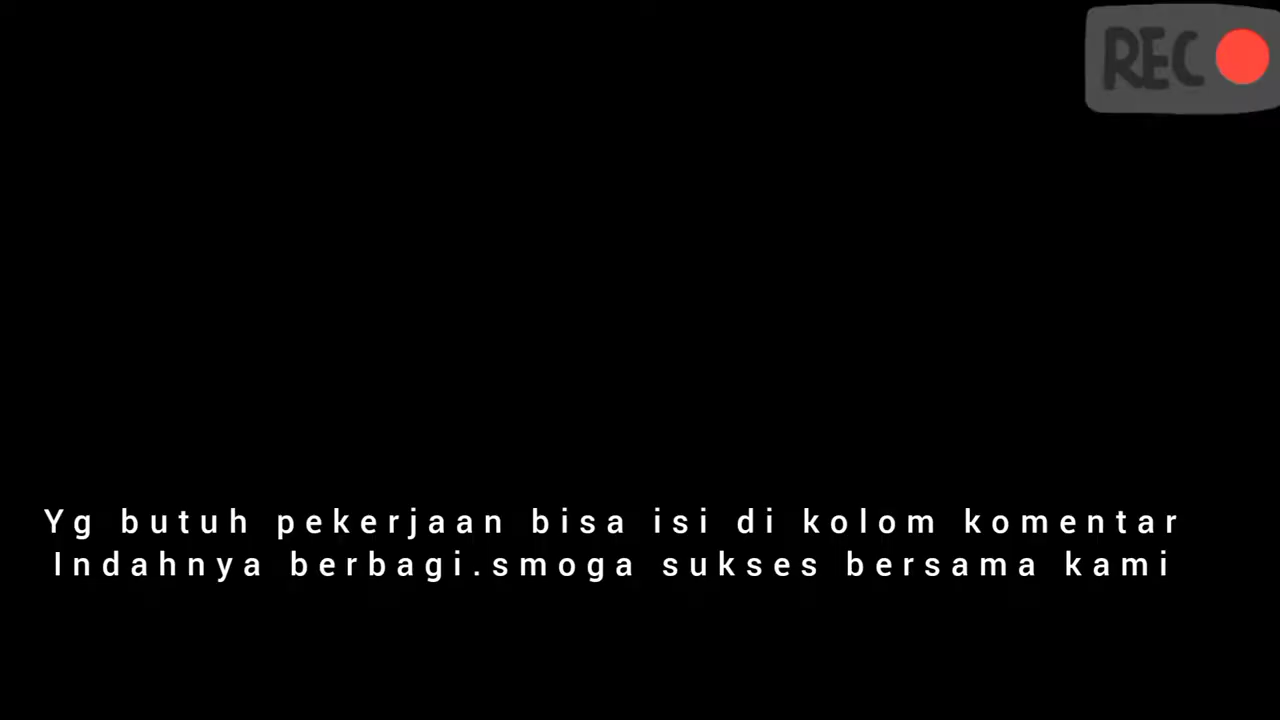 REC
Yg butuh pekerjaan bisa isi di kolom komentar
Indahnya berbagi.smoga sukses bersama kami